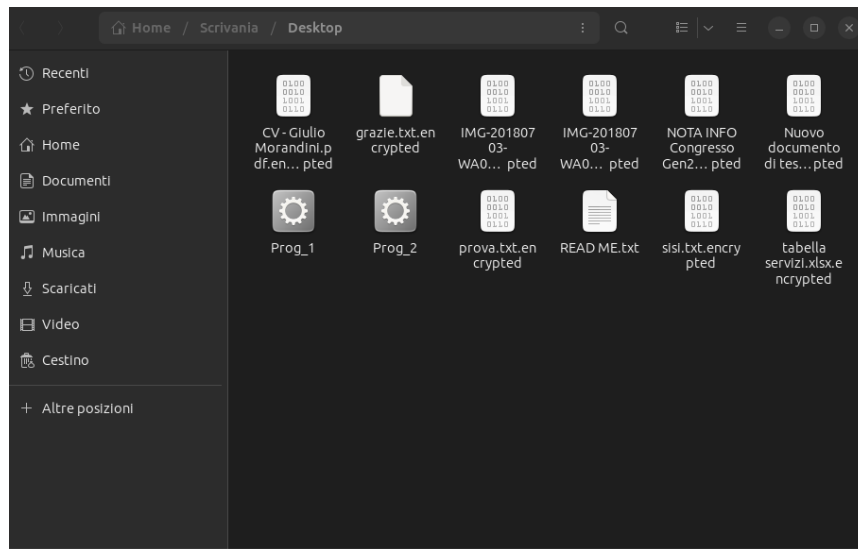 Home / Scrivania / Desktop
Recenti
Preferito
Home
Documenti
Immagini
Musica
Scaricati
Video
Cestino
+ Altre posizioni
CV - Giulio
Morandini.p
df.en... pted
grazie.txt.en
crypted
IMG-201807
03-
WA0... pted
IMG-201807
03-
WA0... pted
NOTA INFO
Congresso
Gen2... pted
Nuovo
documento
di tes...pted
Prog_1
Prog_2
prova.txt.en
crypted
READ ME.txt
sisi.txt.encry
pted
tabella
servizi.xlsx.e
ncrypted